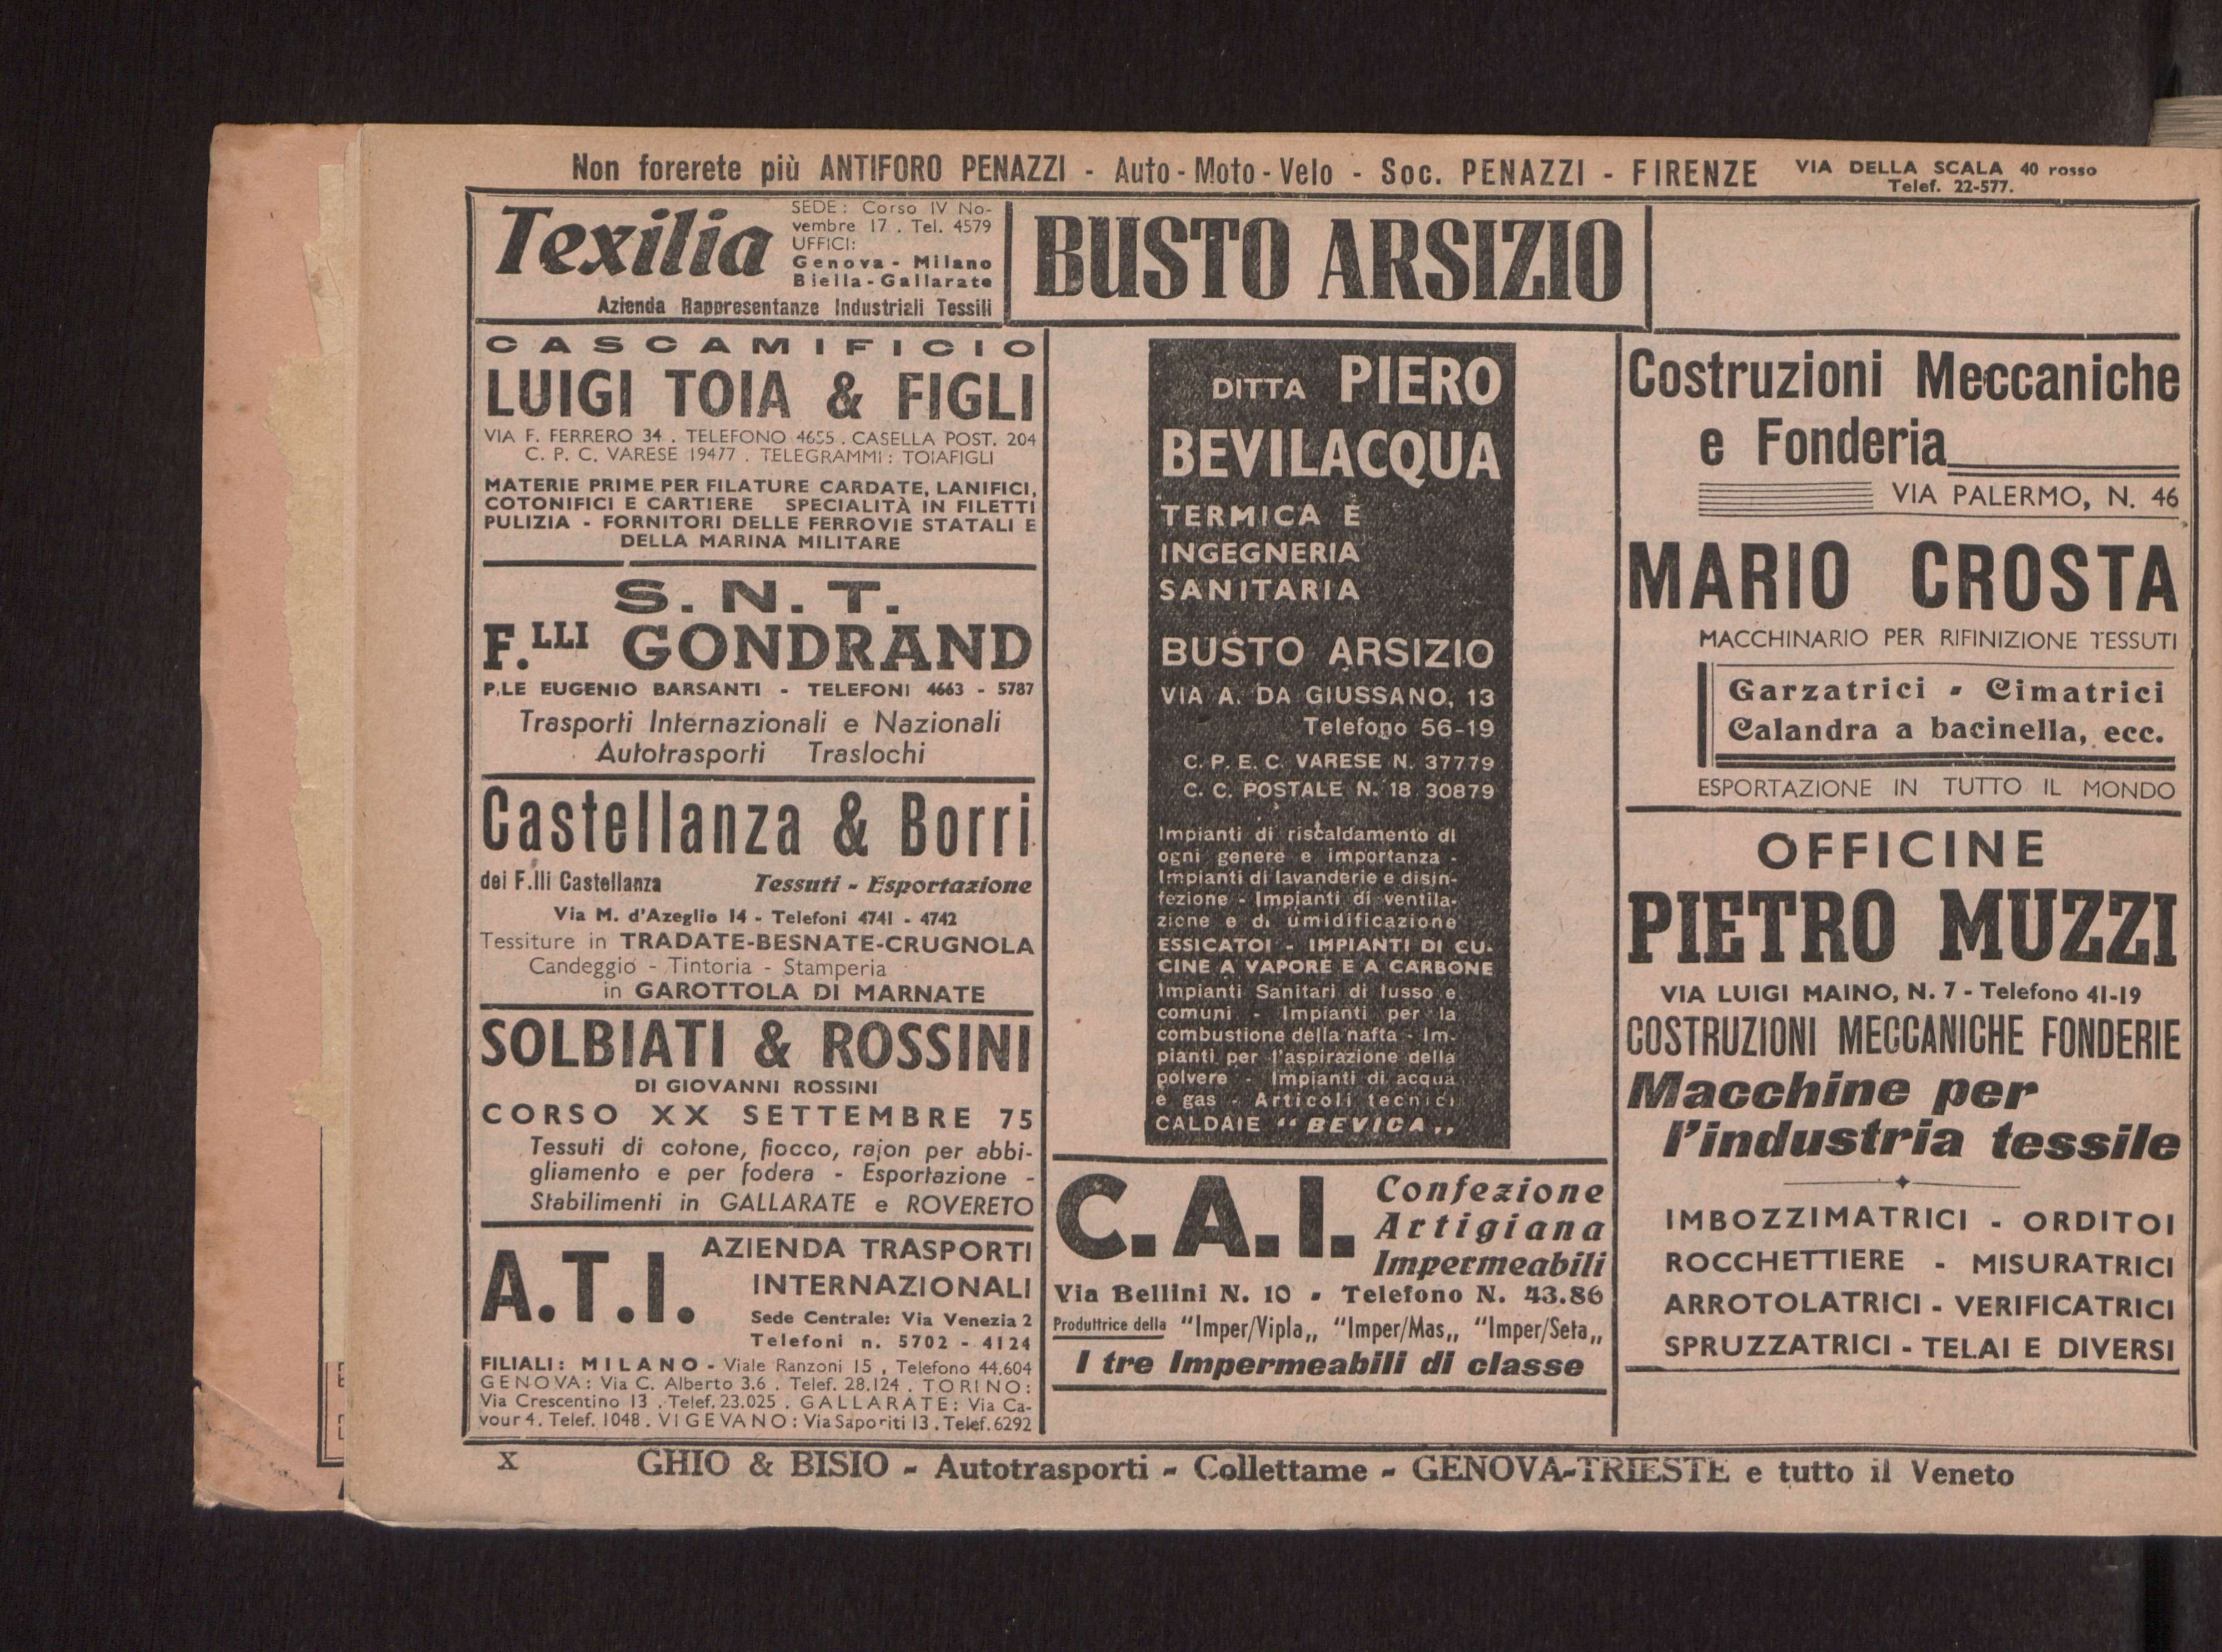 Non forerete più ANTIFORO PENAZZI - Auto - Moto - Velo - Soc. PENAZZI - FIRENZE VIA DELLA SCALA 40 rosso
Telef. 22-577.
Texilia
SEDE: Corso IV No-
vembre 17 . Tel. 4579
UFFICI:
Genova - Milano
Biella - Gallarate
Azienda Rappresentanze Industriali Tessili
BUSTO ARSIZIO
CASCAMIFICIO
LUIGI TOIA & FIGLI
VIA F. FERRERO 34 . TELEFONO 4655 . CASELLA POST. 204
C. P. C. VARESE 19477 . TELEGRAMMI: TOIAFIGLI
MATERIE PRIME PER FILATURE CARDATE, LANIFICI,
COTONIFICI E CARTIERE SPECIALITÀ IN FILETTI
PULIZIA - FORNITORI DELLE FERROVIE STATALI E
DELLA MARINA MILITARE
S. N. T.
F.LLI GONDRAND
P.LE EUGENIO BARSANTI - TELEFONI 4663 - 5787
Trasporti Internazionali e Nazionali
Autotrasporti Traslochi
Castellanza & Borri
dei F.lli Castellanza Tessuti - Esportazione
Via M. d'Azeglio 14 - Telefoni 4741 - 4742
Tessiture in TRADATE-BESNATE-CRUGNOLA
Candeggio - Tintoria - Stamperia
in GAROTTOLA DI MARNATE
SOLBIATI & ROSSINI
DI GIOVANNI ROSSINI
CORSO XX SETTEMBRE 75
Tessuti di cotone, fiocco, rajon per abbi-
gliamento e per fodera - Esportazione -
Stabilimenti in GALLARATE e ROVERETO
A.T.I.
AZIENDA TRASPORTI
INTERNAZIONALI
Sede Centrale: Via Venezia 2
Telefoni n. 5702 - 4124
FILIALI: MILANO - Viale Ranzoni 15 , Telefono 44.604
GENOVA: Via C. Alberto 3.6 . Telef. 28.124 . TORINO:
Via Crescentino 13 . Telef. 23.025 . GALLARATE: Via Ca-
vour 4. Telef. 1048 . VIGEVANO: Via Saporiti 13 . Telef. 6292
DITTA PIERO
BEVILACQUA
TERMICA E
INGEGNERIA
SANITARIA
BUSTO ARSIZIO
VIA A. DA GIUSSANO, 13
Telefono 56-19
C. P. E. C. VARESE N. 37779
C. C. POSTALE N. 18 30879
Impianti di riscaldamento di
ogni genere e importanza -
Impianti di lavanderie e disin-
fezione - Impianti di ventila-
zione e di umidificazione
ESSICATOI - IMPIANTI DI CU-
CINE A VAPORE E A CARBONE
Impianti Sanitari di lusso e
comuni - Impianti per la
combustione della nafta - Im-
pianti per l'aspirazione della
polvere - Impianti di acqua
e gas - Articoli tecnici
CALDAIE “BEVICA„
C.A.I.
Confezione
Artigiana
Impermeabili
Via Bellini N. 10 - Telefono N. 43.86
Produttrice della “Imper/Vipla„ “Imper/Mas„ “Imper/Seta„
I tre Impermeabili di classe
Costruzioni Meccaniche
e Fonderia
VIA PALERMO, N. 46
MARIO CROSTA
MACCHINARIO PER RIFINIZIONE TESSUTI
Garzatrici - Cimatrici
Calandra a bacinella, ecc.
ESPORTAZIONE IN TUTTO IL MONDO
OFFICINE
PIETRO MUZZI
VIA LUIGI MAINO, N. 7 - Telefono 41-19
COSTRUZIONI MECCANICHE FONDERIE
Macchine per
l'industria tessile
IMBOZZIMATRICI - ORDITOI
ROCCHETTIERE - MISURATRICI
ARROTOLATRICI - VERIFICATRICI
SPRUZZATRICI - TELAI E DIVERSI
X GHIO & BISIO - Autotrasporti - Collettame - GENOVA-TRIESTE e tutto il Veneto